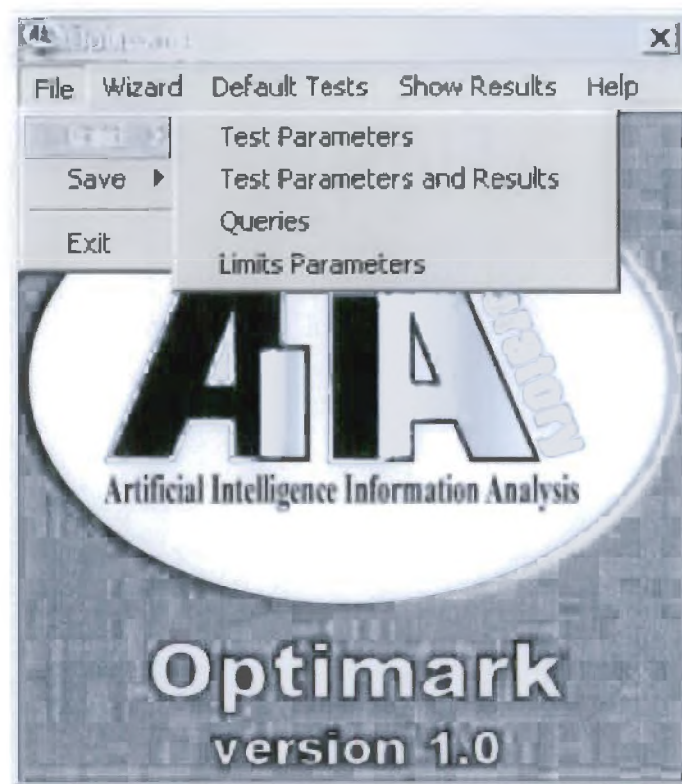 File Wizard Default Tests Show Results Help
Test Parameters
Save Test Parameters and Results
Queries
Exit
Limits Parameters
AIIA
Artificial Intelligence Information Analysis
Optimark
version 1.0